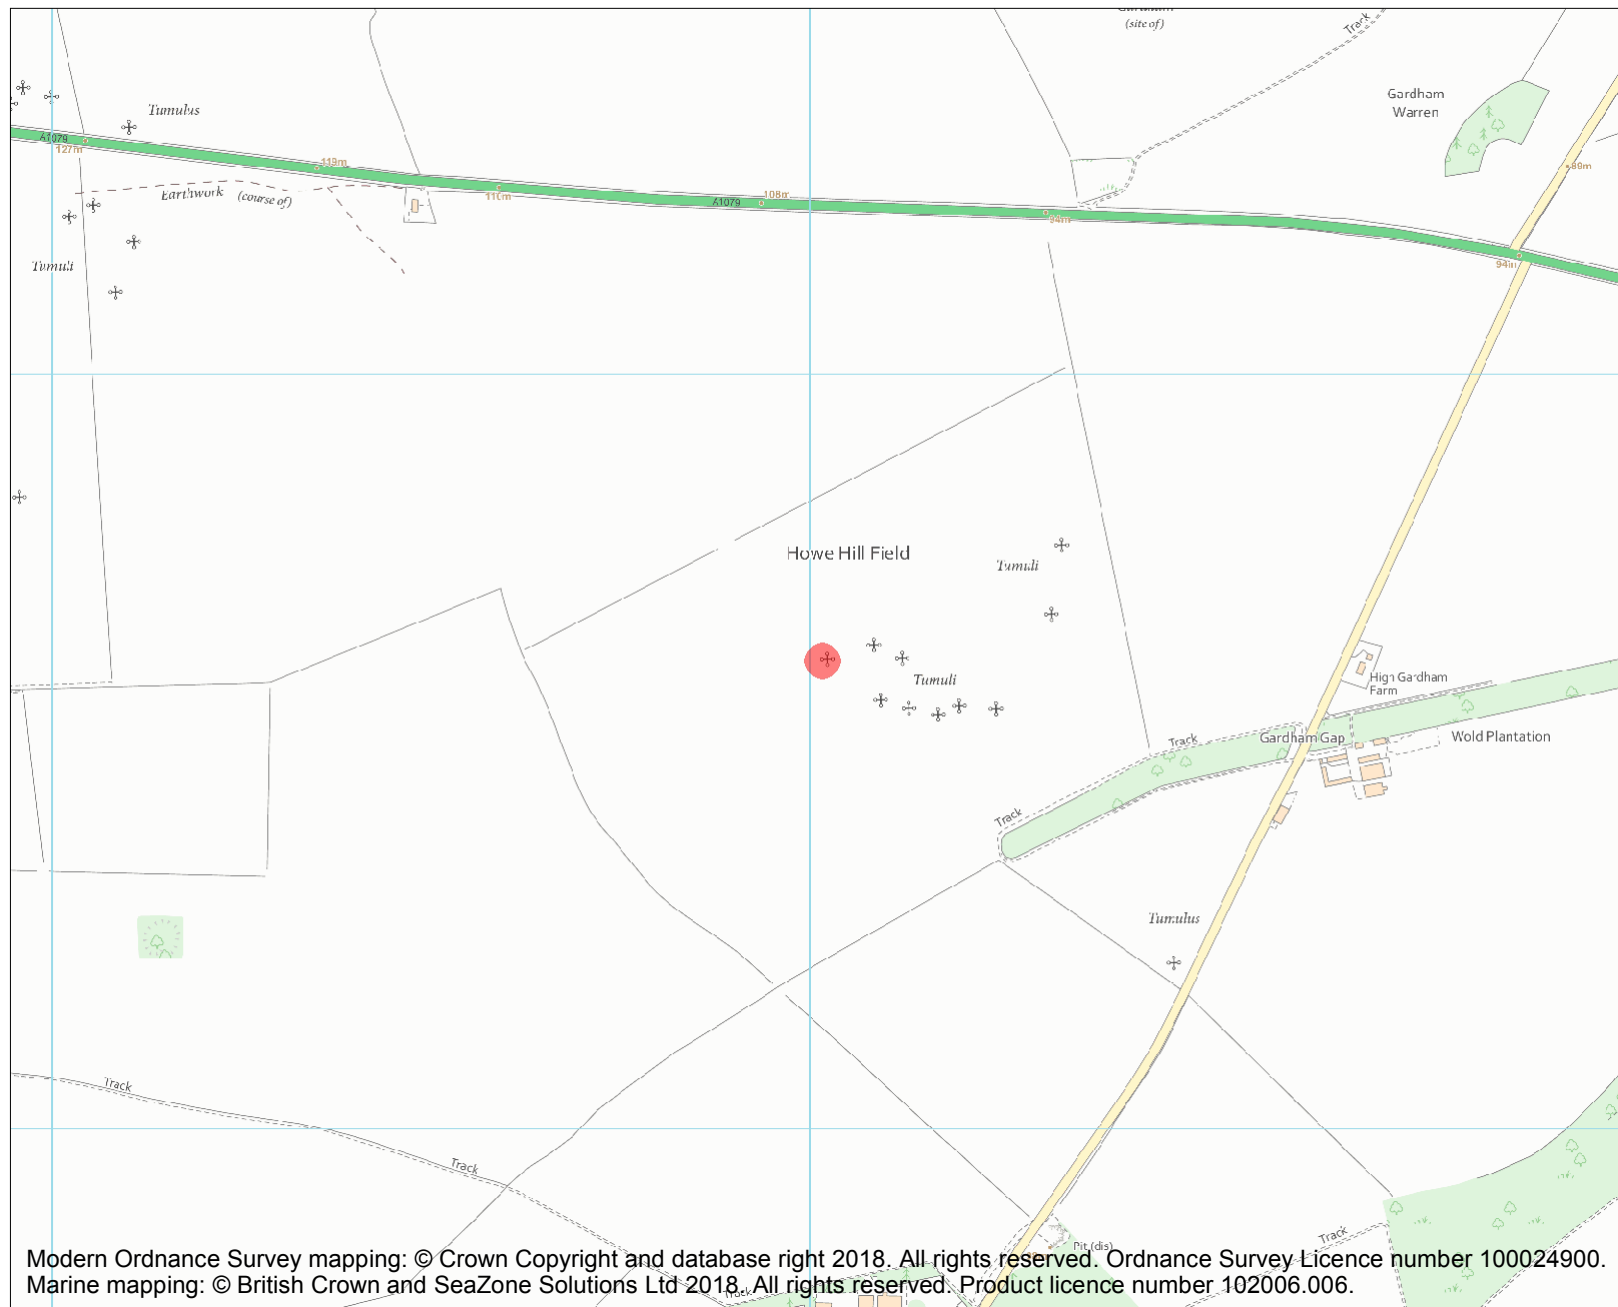 (site of)
Track
Gardham
Warren
Tumulus
A1079
127m
119m
Earthwork (course of)
110m
108m
A1079
94m
89m
94m
Tumuli
Howe Hill Field
Tumuli
Tumuli
High Gardham
Farm
Track
Gardham Gap
Wold Plantation
Track
Tumulus
Track
Track
Track
Pit (dis)
Modern Ordnance Survey mapping: © Crown Copyright and database right 2018. All rights reserved. Ordnance Survey Licence number 100024900.
Marine mapping: © British Crown and SeaZone Solutions Ltd 2018. All rights reserved. Product licence number 102006.006.
Track